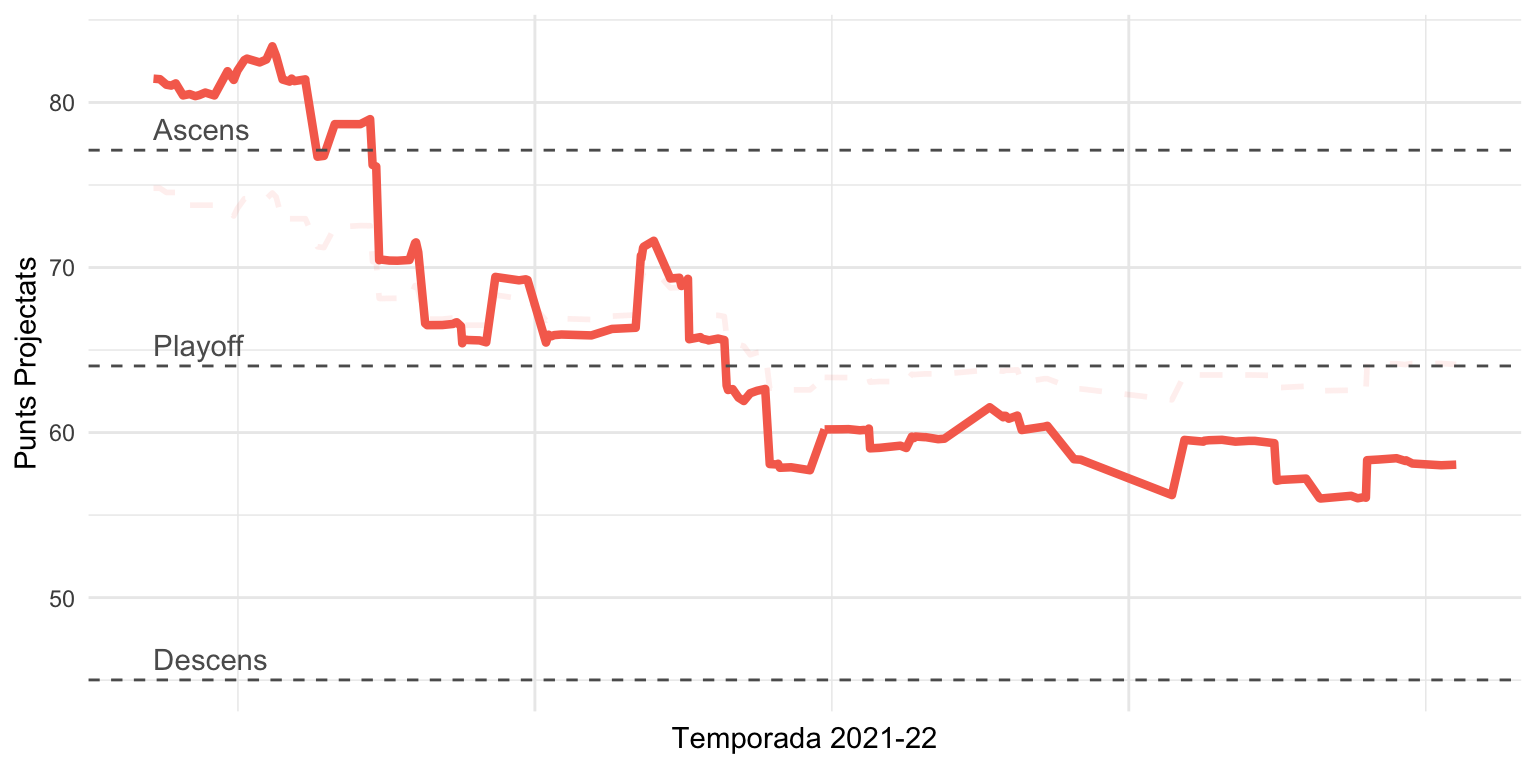 80
Ascens
70
Playoff
60
50
Descens
Punts Projectats
Temporada 2021-22